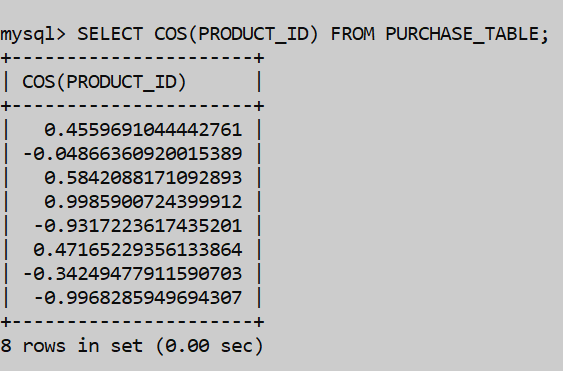 mysql> SELECT COS(PRODUCT_ID) FROM PURCHASE_TABLE;
+----------------------+
| COS(PRODUCT_ID)      |
+----------------------+
|   0.4559691044442761 |
| -0.04866360920015389 |
|   0.5842088171092893 |
|   0.9985900724399912 |
|  -0.9317223617435201 |
|  0.47165229356133864 |
| -0.34249477911590703 |
|  -0.9968285949694307 |
+----------------------+
8 rows in set (0.00 sec)